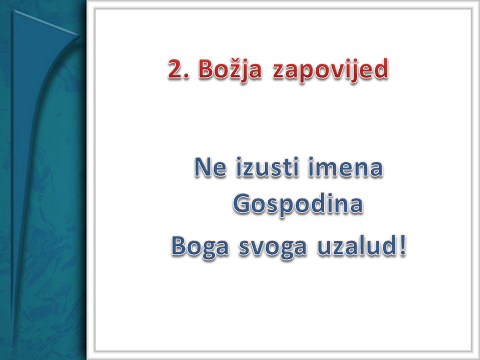 2. Božja zapovijed
Ne izusti imena
Gospodina
Boga svoga uzalud!